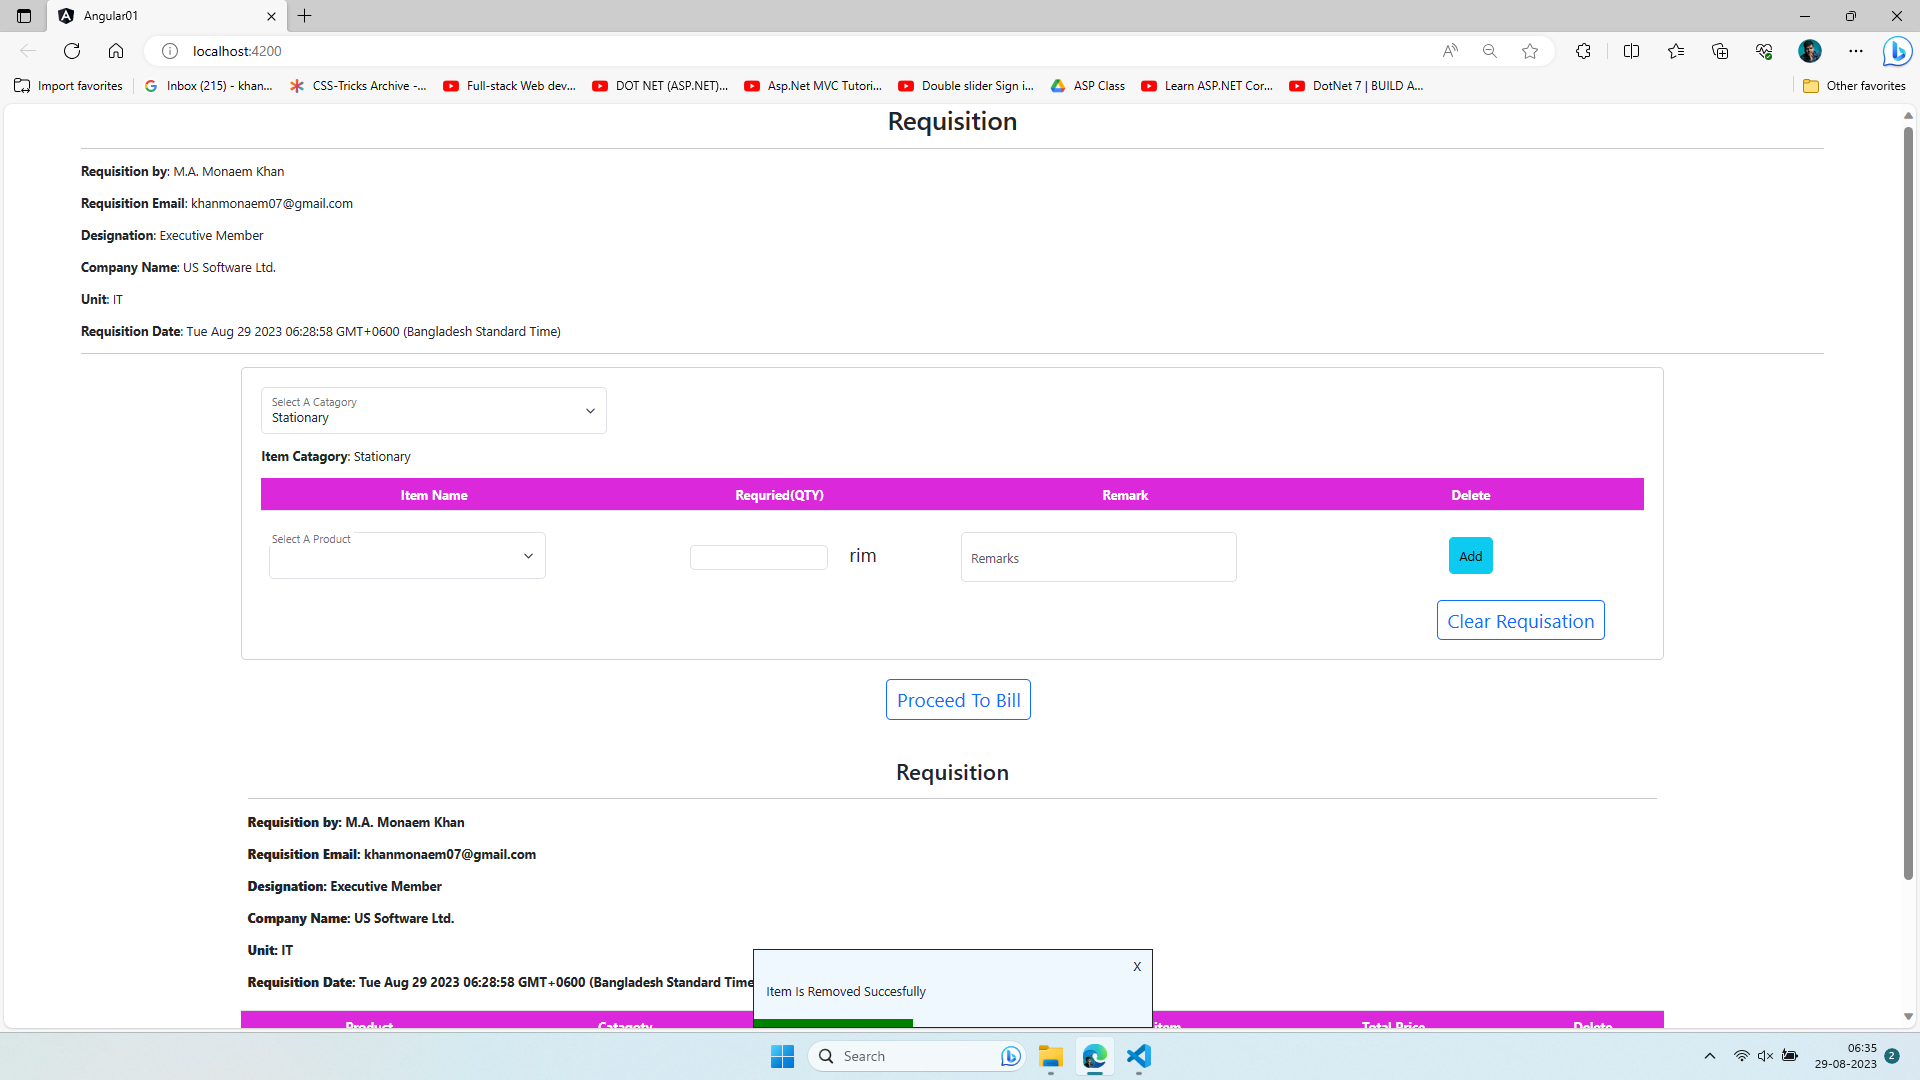 Angular01
localhost:4200
Import favorites
Inbox (215) - khan...
CSS-Tricks Archive -...
Full-stack Web dev...
DOT NET (ASP.NET)...
Asp.Net MVC Tutori...
Double slider Sign i...
ASP Class
Learn ASP.NET Cor...
DotNet 7 | BUILD A...
Other favorites
Requisition
Requisition by: M.A. Monaem Khan
Requisition Email: khanmonaem07@gmail.com
Designation: Executive Member
Company Name: US Software Ltd.
Unit: IT
Requisition Date: Tue Aug 29 2023 06:28:58 GMT+0600 (Bangladesh Standard Time)
Select A Catagory
Stationary
Item Catagory: Stationary
Item Name Requried(QTY) Remark Delete
Select A Product
rim
Remarks
Add
Clear Requisation
Proceed To Bill
Requisition
Requisition by: M.A. Monaem Khan
Requisition Email: khanmonaem07@gmail.com
Designation: Executive Member
Company Name: US Software Ltd.
Unit: IT
Requisition Date: Tue Aug 29 2023 06:28:58 GMT+0600 (Bangladesh Standard Time
X
Item Is Removed Succesfully
Product Catagoty item Total Price Delete
Search
06:35
29-08-2023
2